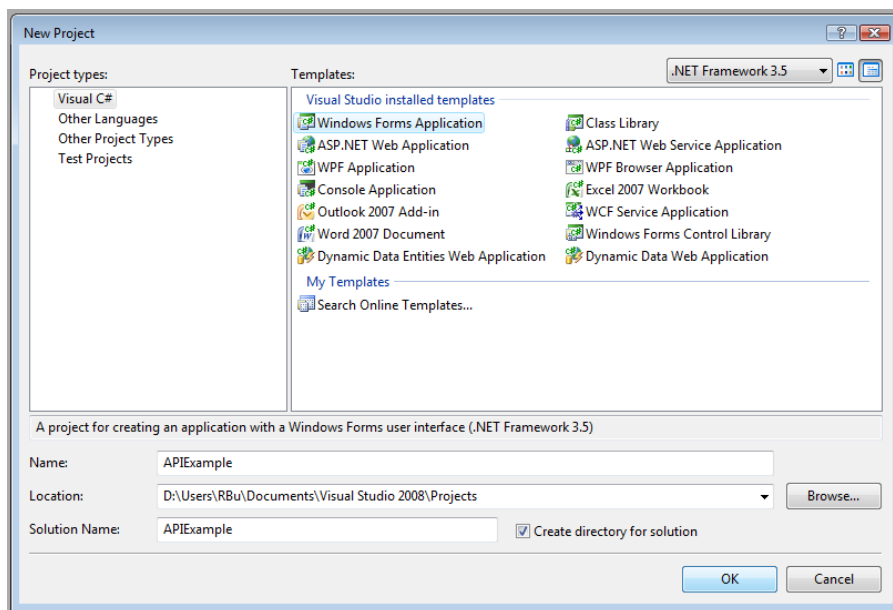 New Project
Project types:
Templates:
.NET Framework 3.5
Visual C#
Other Languages
Other Project Types
Test Projects
Visual Studio installed templates
Windows Forms Application
Class Library
ASP.NET Web Application
ASP.NET Web Service Application
WPF Application
WPF Browser Application
Console Application
Excel 2007 Workbook
Outlook 2007 Add-in
WCF Service Application
Word 2007 Document
Windows Forms Control Library
Dynamic Data Entities Web Application
Dynamic Data Web Application
My Templates
Search Online Templates...
A project for creating an application with a Windows Forms user interface (.NET Framework 3.5)
Name:
APIExample
Location:
D:\Users\RBu\Documents\Visual Studio 2008\Projects
Browse...
Solution Name:
APIExample
Create directory for solution
OK
Cancel